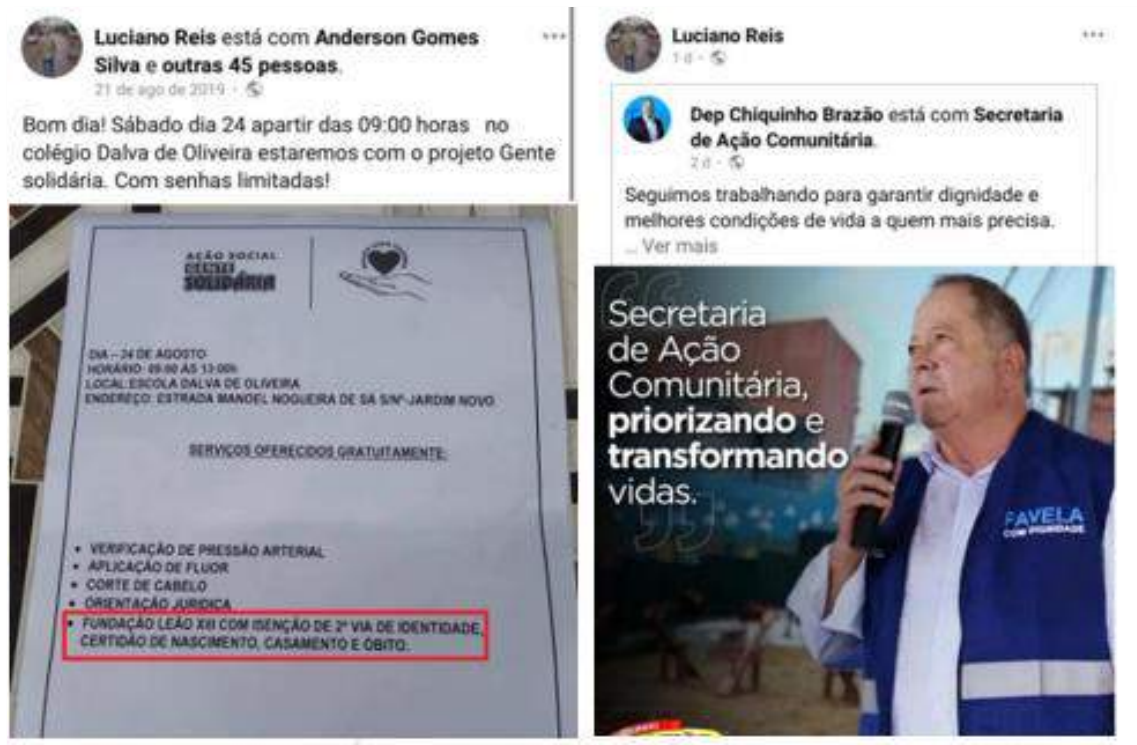 Luciano Reis está com Anderson Gomes
Silva e outras 45 pessoas.
21 de ago de 2019 ·
Bom dia! Sábado dia 24 apartir das 09:00 horas no
colégio Dalva de Oliveira estaremos com o projeto Gente
solidária. Com senhas limitadas!
AÇÃO SOCIAL
GENTE
SOLIDÁRIA
DIA – 24 DE AGOSTO
HORÁRIO: 09:00 ÀS 13:00h
LOCAL: ESCOLA DALVA DE OLIVEIRA
ENDEREÇO: ESTRADA MANOEL NOGUEIRA DE SÁ S/Nº-JARDIM NOVO
SERVIÇOS OFERECIDOS GRATUITAMENTE:
• VERIFICAÇÃO DE PRESSÃO ARTERIAL
• APLICAÇÃO DE FLUOR
• CORTE DE CABELO
• ORIENTAÇÃO JURIDICA
• FUNDAÇÃO LEÃO XIII COM ISENÇÃO DE 2ª VIA DE IDENTIDADE,
CERTIDÃO DE NASCIMENTO, CASAMENTO E ÓBITO.
Luciano Reis
1 d ·
Dep Chiquinho Brazão está com Secretaria
de Ação Comunitária.
2 d ·
Seguimos trabalhando para garantir dignidade e
melhores condições de vida a quem mais precisa.
... Ver mais
Secretaria
de Ação
Comunitária,
priorizando e
transformando
vidas.
FAVELA
COM DIGNIDADE